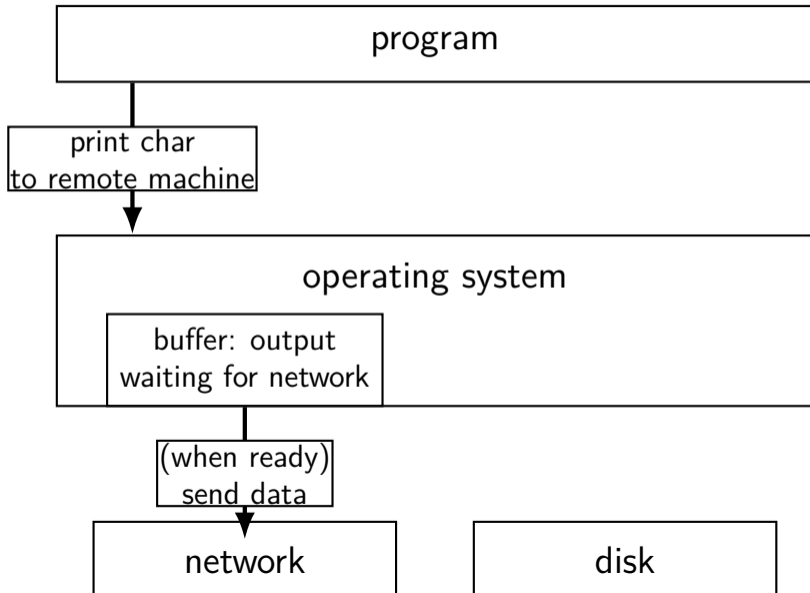 program
print char
to remote machine
operating system
buffer: output
waiting for network
(when ready)
send data
network
disk